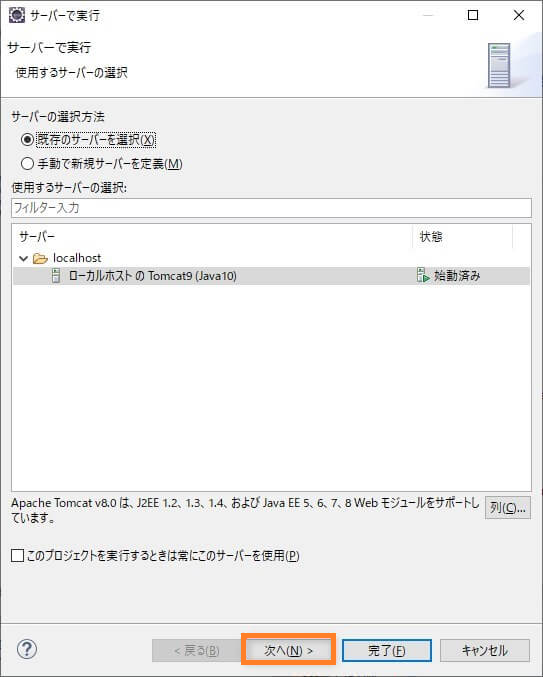 サーバーで実行
サーバーで実行
使用するサーバーの選択
サーバーの選択方法
既存のサーバーを選択(X)
手動で新規サーバーを定義(M)
使用するサーバーの選択:
フィルター入力
サーバー 状態
localhost
ローカルホスト の Tomcat9 (Java10) 始動済み
Apache Tomcat v8.0 は、J2EE 1.2、1.3、1.4、および Java EE 5、6、7、8 Web モジュールをサポートし
ています。
列(C)...
このプロジェクトを実行するときは常にこのサーバーを使用(P)
? < 戻る(B) 次へ(N) > 完了(F) キャンセル